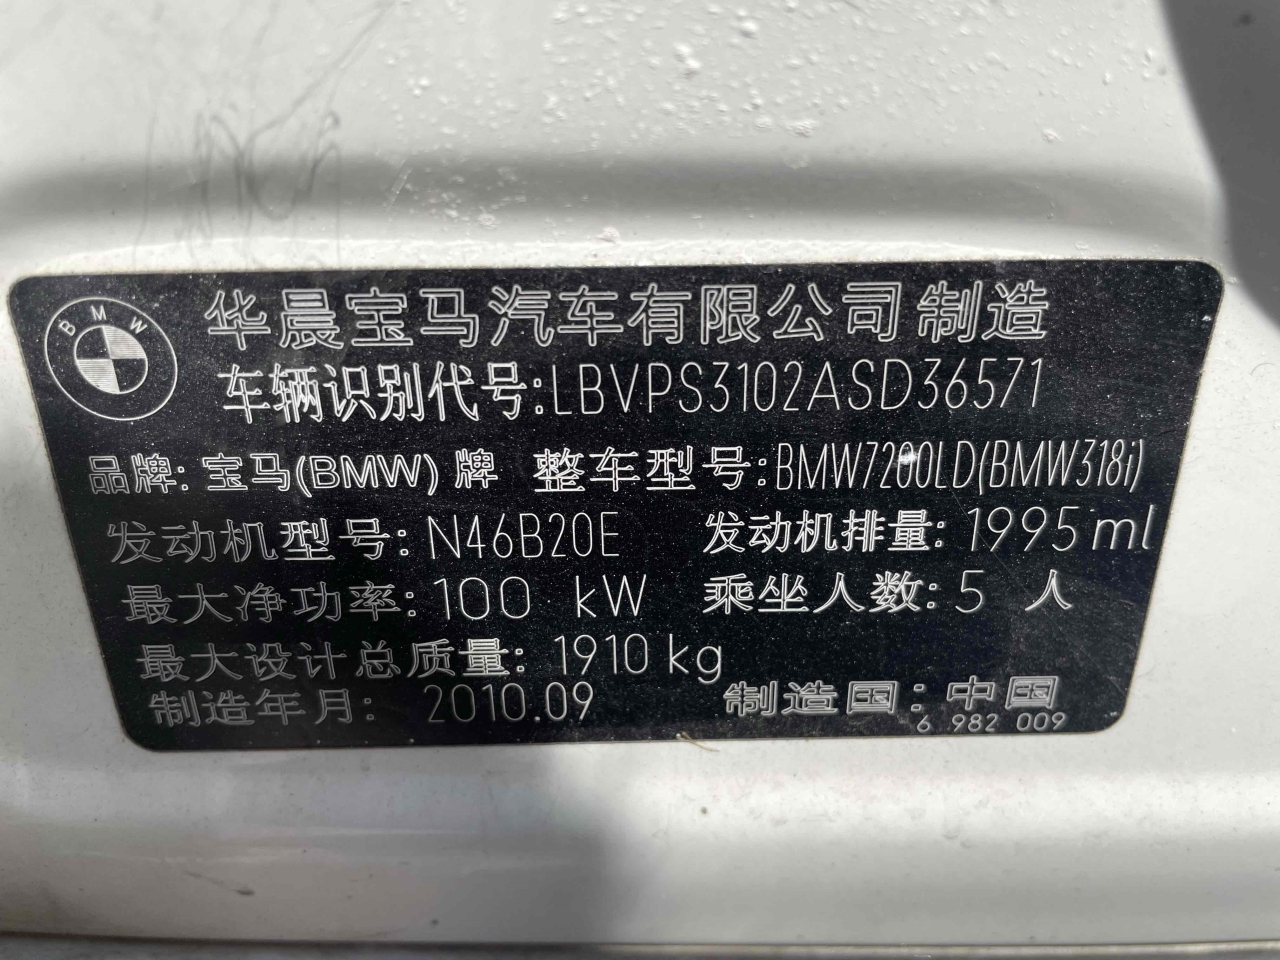 BMW
华晨宝马汽车有限公司制造
车辆识别代号:LBVPS3102ASD36571
品牌: 宝马(BMW) 牌 整车型号:BMW7200LD(BMW318i)
发动机型号: N46B20E 发动机排量: 1995 ml
最大净功率: 100 kW 乘坐人数: 5 人
最大设计总质量: 1910 kg
制造年月: 2010.09 制造国: 中国
6 982 009